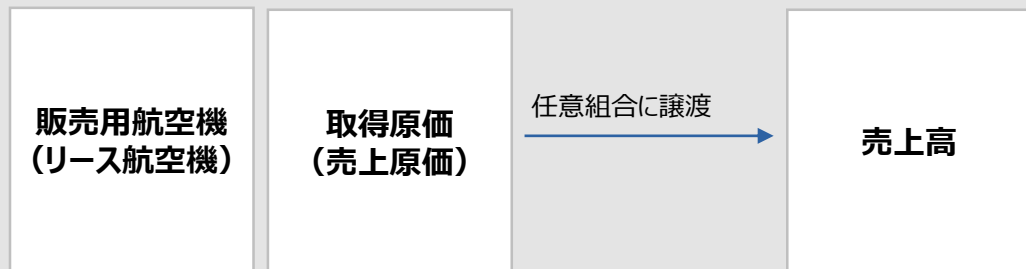 販売用航空機
（リース航空機）
取得原価
（売上原価）
任意組合に譲渡
売上高